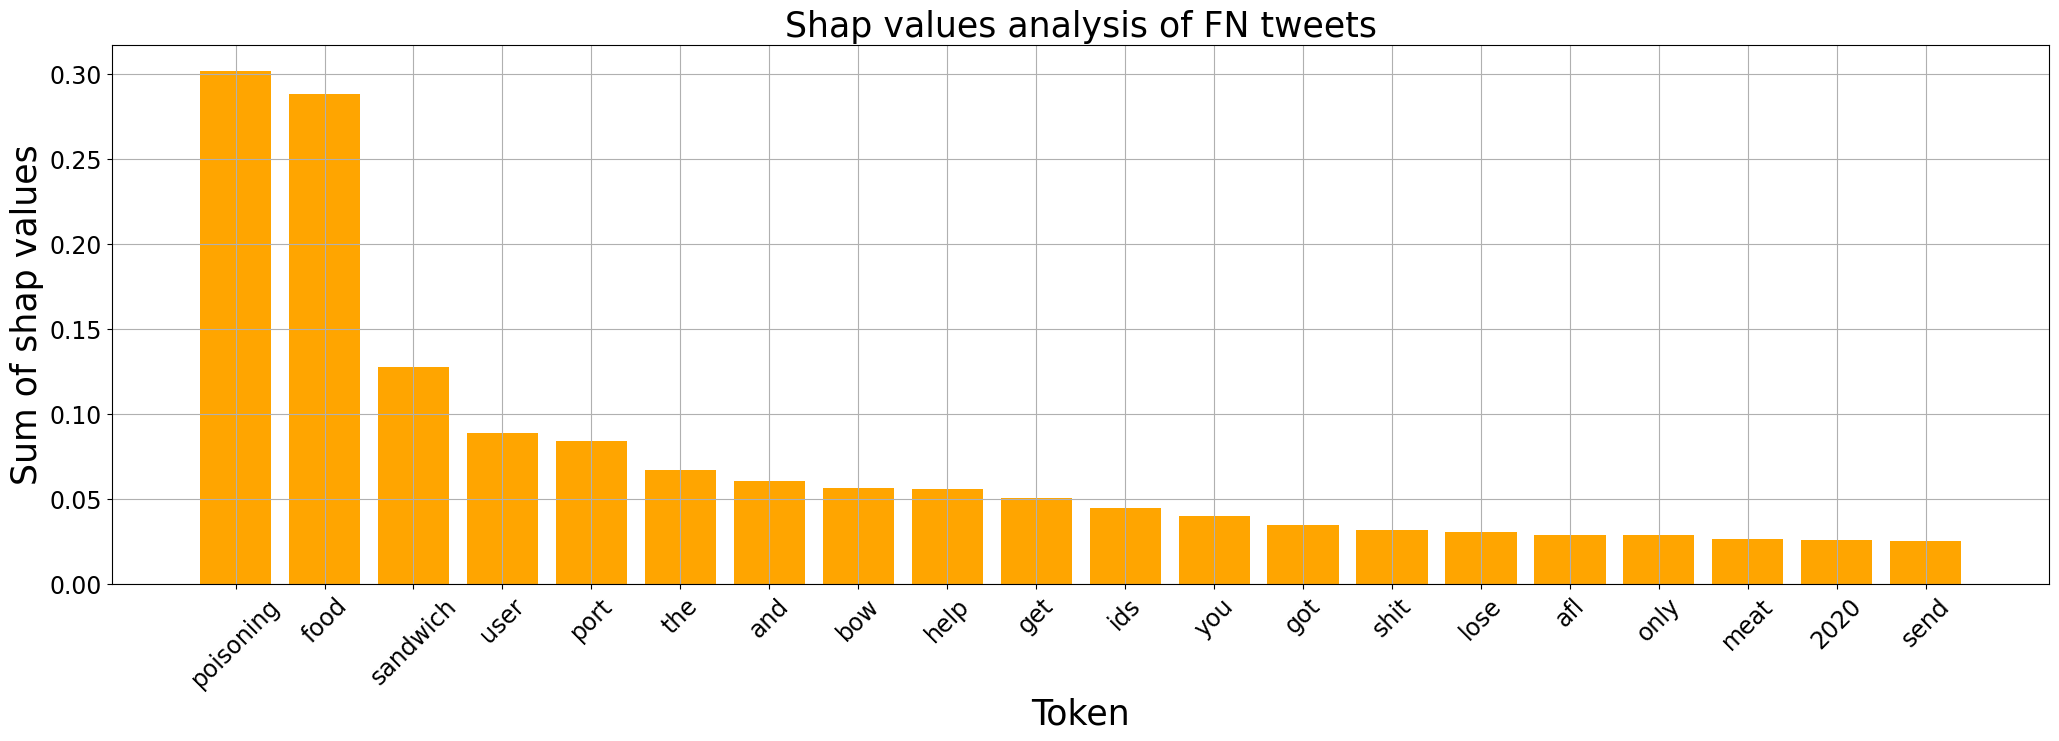 Shap values analysis of FN tweets
Sum of shap values
0.30
0.25
0.20
0.15
0.10
0.05
0.00
poisoning
food
sandwich
user
port
the
and
bow
help
get
ids
you
got
shit
lose
afl
only
meat
2020
send
Token